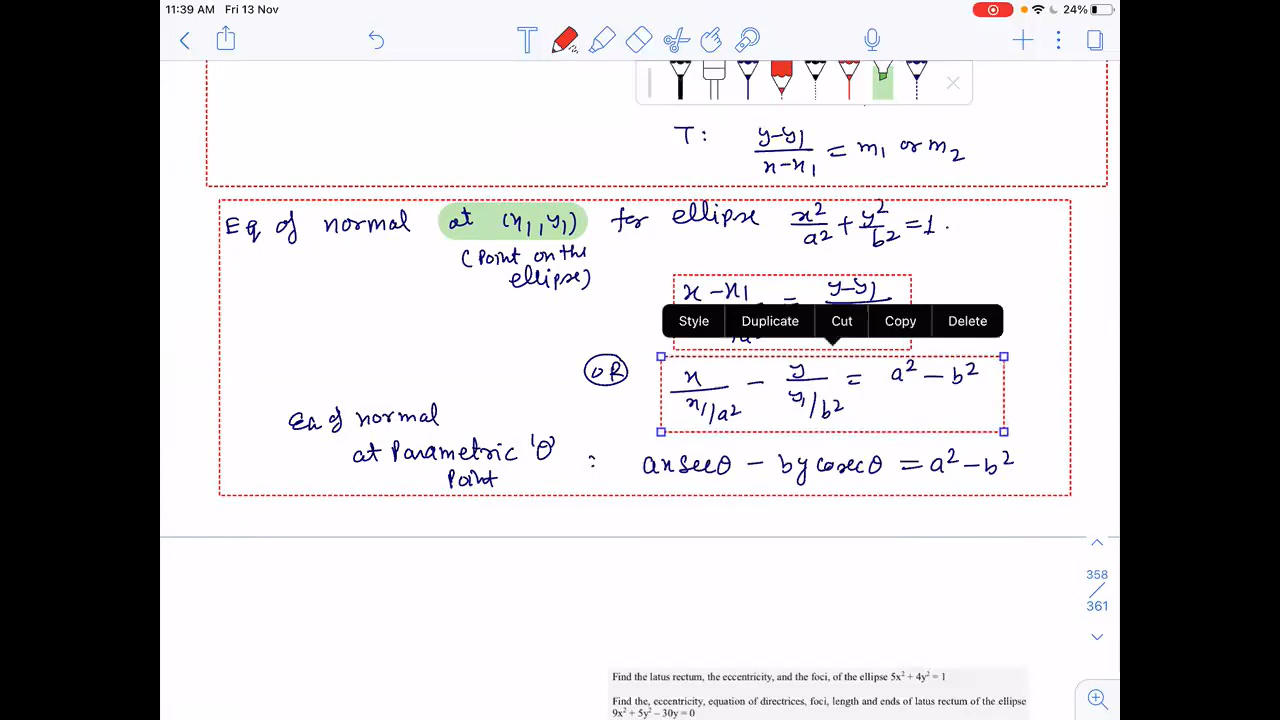 11:39 AM Fri 13 Nov
24%
T: y-y1/x-x1 = m1 or m2
Eq of normal at (x1, y1) for ellipse x²/a² + y²/b² = 1.
(Point on the
ellipse)
x-x1 = y-y1
Style Duplicate Cut Copy Delete
OR x/x1/a² - y/y1/b² = a² - b²
Eq of normal
at Parametric 'θ' : ax secθ - by cosecθ = a² - b²
Point
358
361
Find the latus rectum, the eccentricity, and the foci, of the ellipse 5x² + 4y² = 1
Find the, eccentricity, equation of directrices, foci, length and ends of latus rectum of the ellipse
9x² + 5y² – 30y = 0